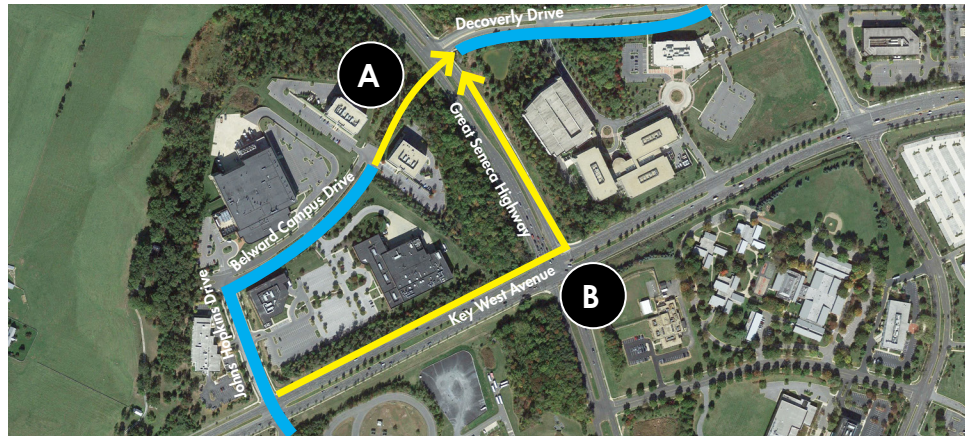 Decoverly Drive
A
Great Seneca Highway
Belward Campus Drive
Johns Hopkins Drive
Key West Avenue
B